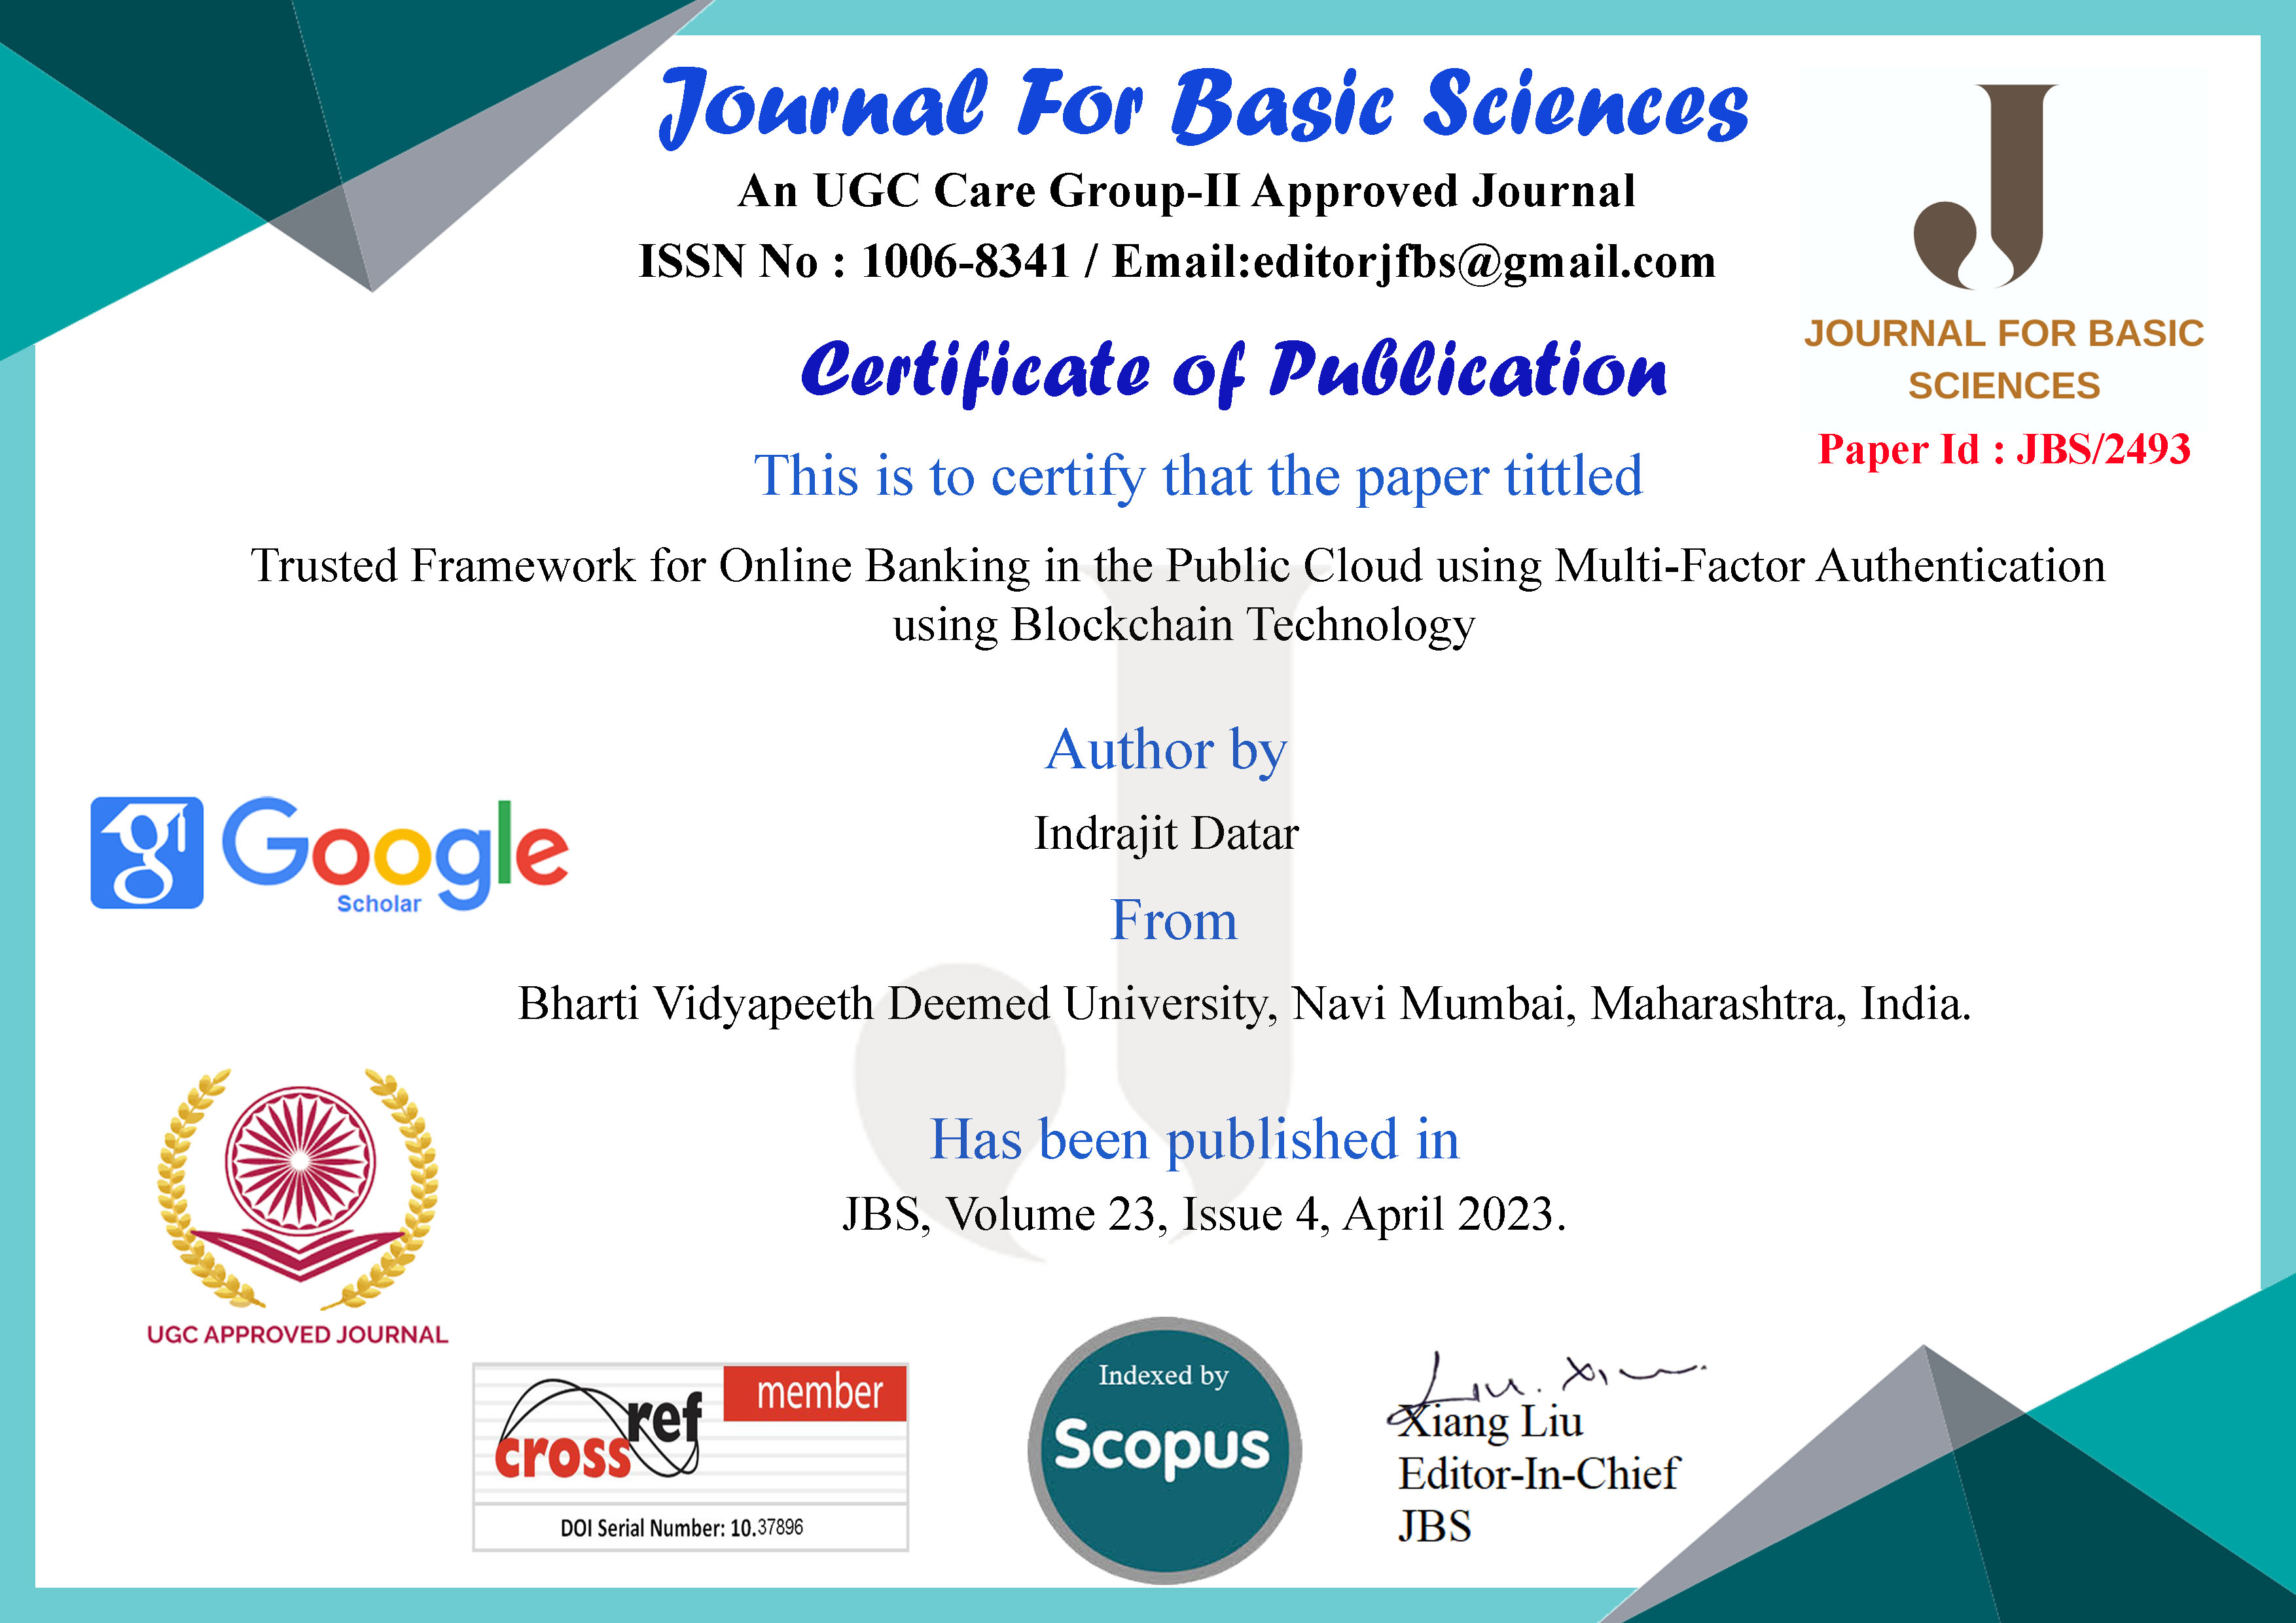 Journal For Basic Sciences
An UGC Care Group-II Approved Journal
ISSN No : 1006-8341 / Email:editorjfbs@gmail.com
JOURNAL FOR BASIC
SCIENCES
Certificate of Publication
Paper Id : JBS/2493
This is to certify that the paper tittled
Trusted Framework for Online Banking in the Public Cloud using Multi-Factor Authentication
using Blockchain Technology
Author by
Indrajit Datar
Google
Scholar
From
Bharti Vidyapeeth Deemed University, Navi Mumbai, Maharashtra, India.
Has been published in
JBS, Volume 23, Issue 4, April 2023.
UGC APPROVED JOURNAL
crossref
member
DOI Serial Number: 10.37896
Indexed by
Scopus
Xiang Liu
Editor-In-Chief
JBS